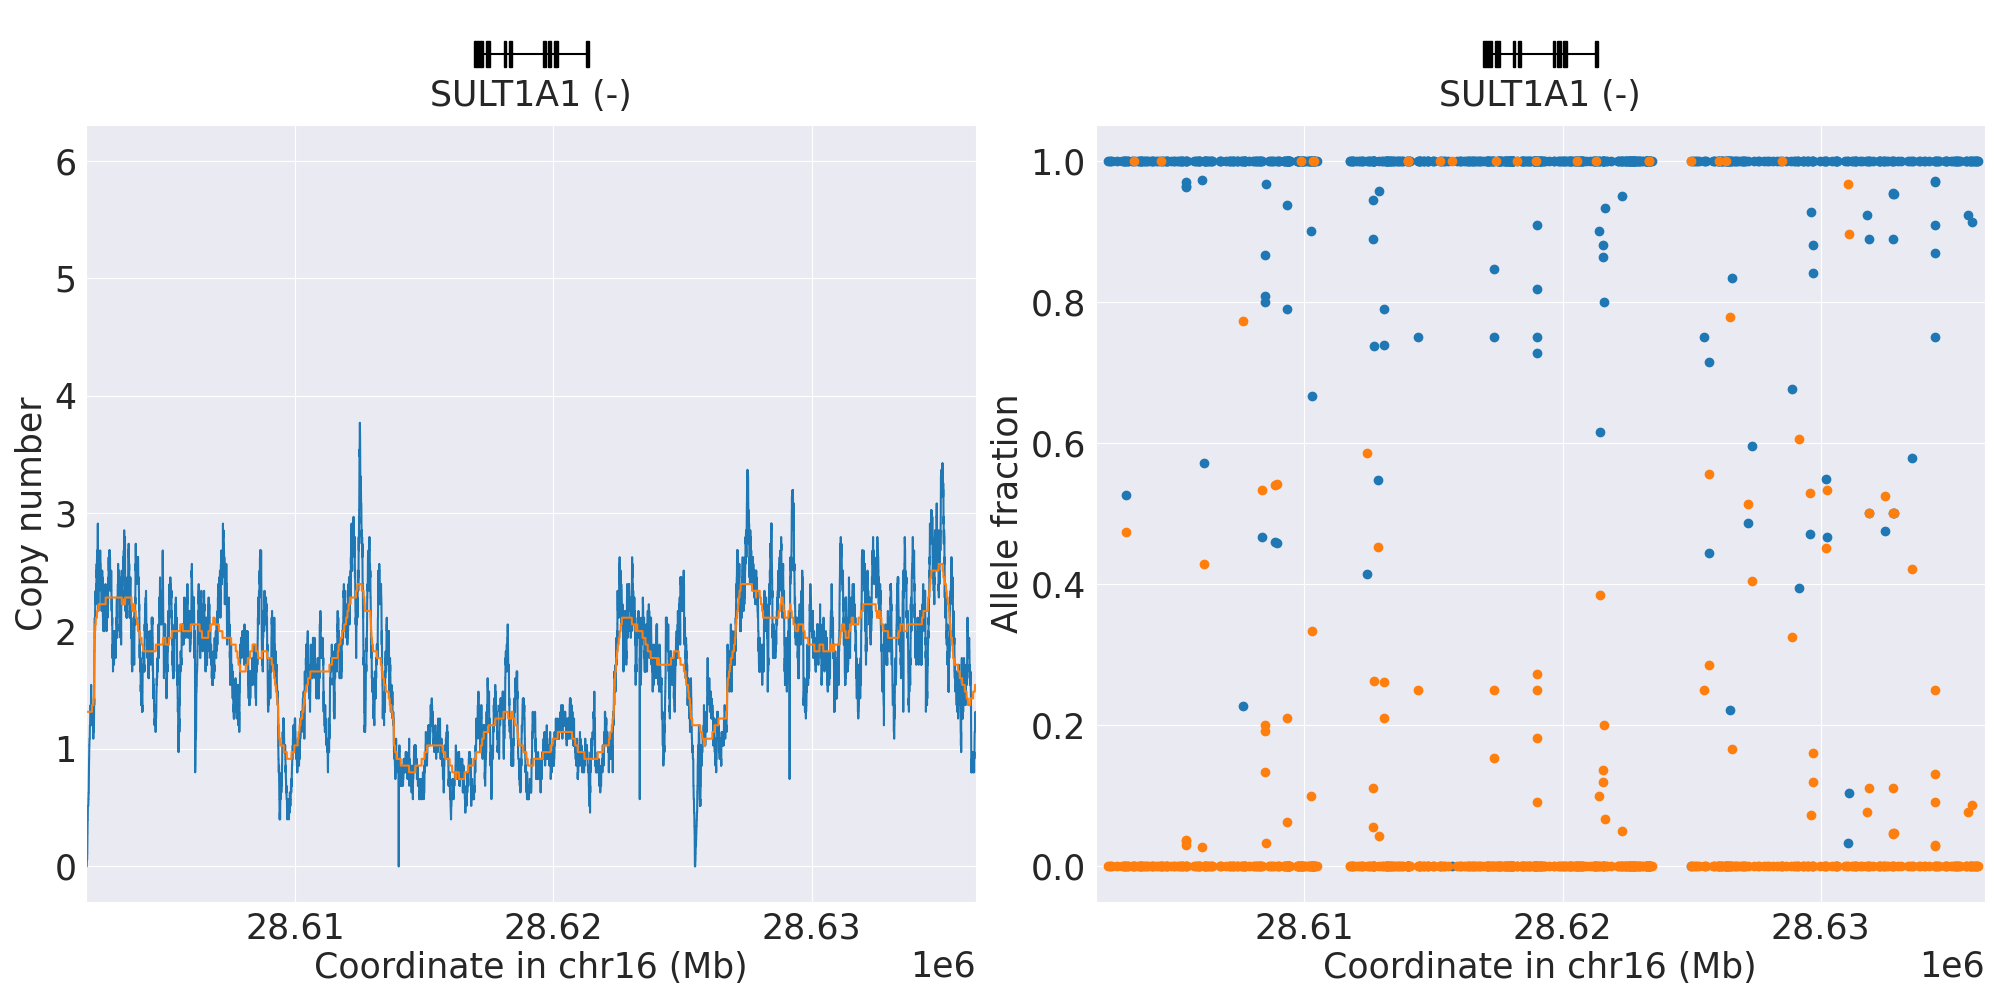 SULT1A1 (-)
6
5
4
3
2
1
0
Copy number
28.61
28.62
28.63
Coordinate in chr16 (Mb)
1e6
SULT1A1 (-)
1.0
0.8
0.6
0.4
0.2
0.0
Allele fraction
28.61
28.62
28.63
Coordinate in chr16 (Mb)
1e6